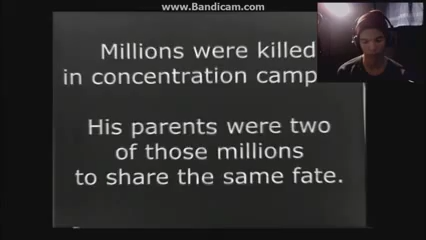 www.Bandicam.com
Millions were killed
in concentration camp
His parents were two
of those millions
to share the same fate.